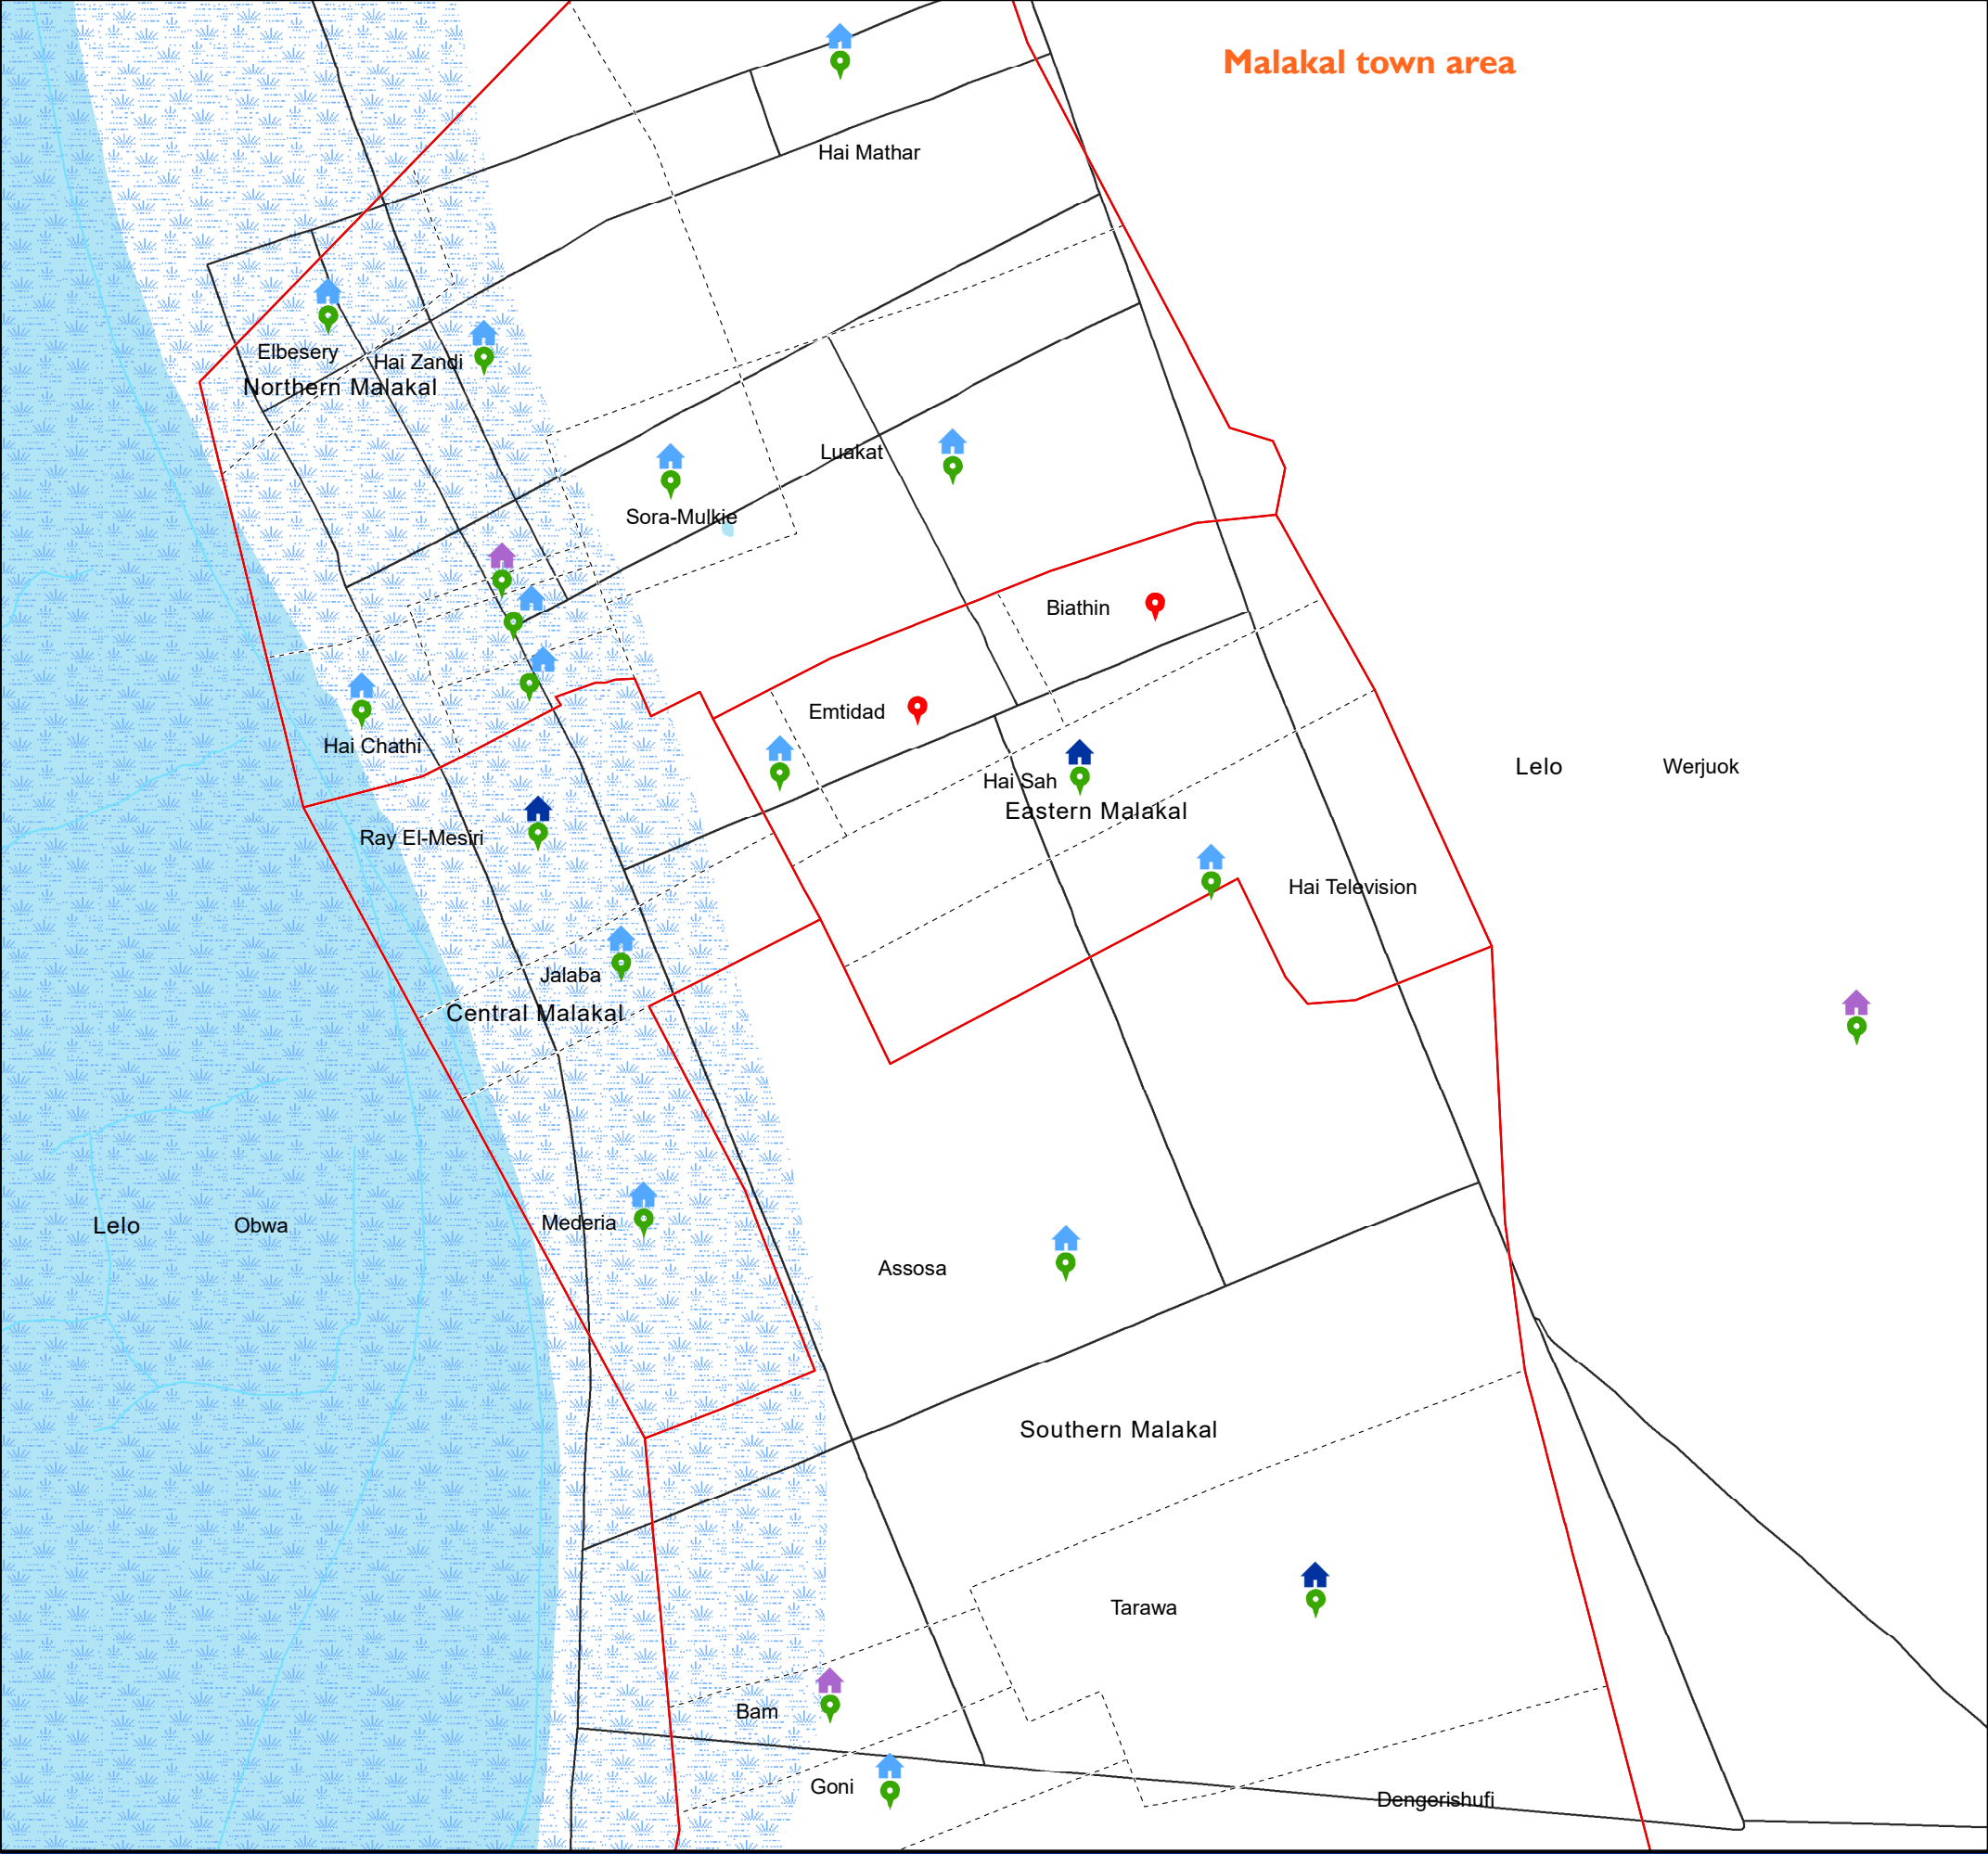 Malakal town area
Hai Mathar
Elbesery
Hai Zandi
Northern Malakal
Luakat
Sora-Mulkie
Biathin
Emtidad
Hai Chathi
Lelo
Werjuok
Hai Sah
Eastern Malakal
Ray El-Mesiri
Hai Television
Jalaba
Central Malakal
Mederia
Lelo
Obwa
Assosa
Southern Malakal
Tarawa
Bam
Goni
Dengerishufi